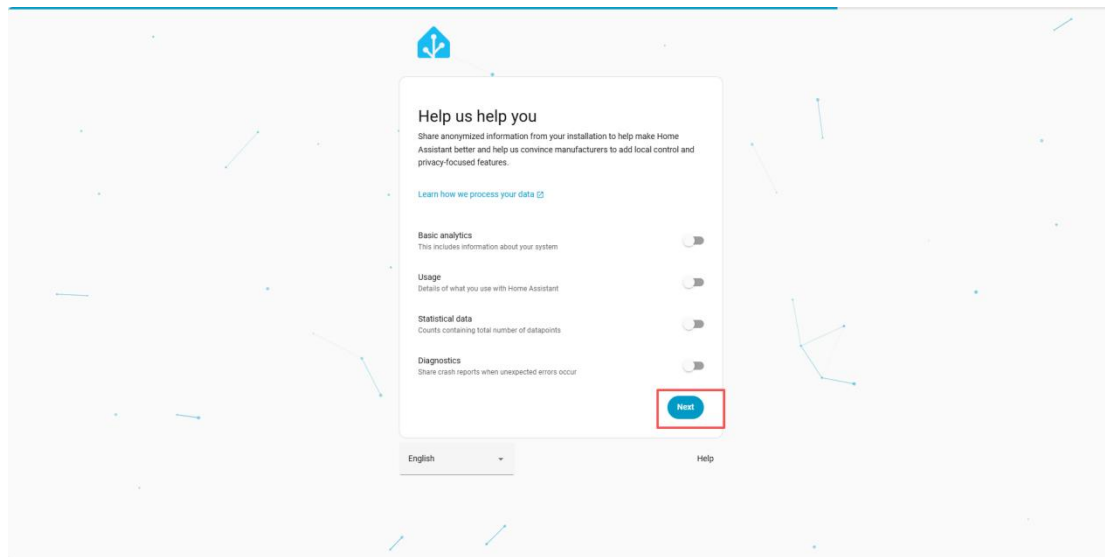 Help us help you
Share anonymized information from your installation to help make Home
Assistant better and help us convince manufacturers to add local control and
privacy-focused features.
Learn how we process your data
Basic analytics
This includes information about your system
Usage
Details of what you use with Home Assistant
Statistical data
Counts containing total number of datapoints
Diagnostics
Share crash reports when unexpected errors occur
Next
English
Help